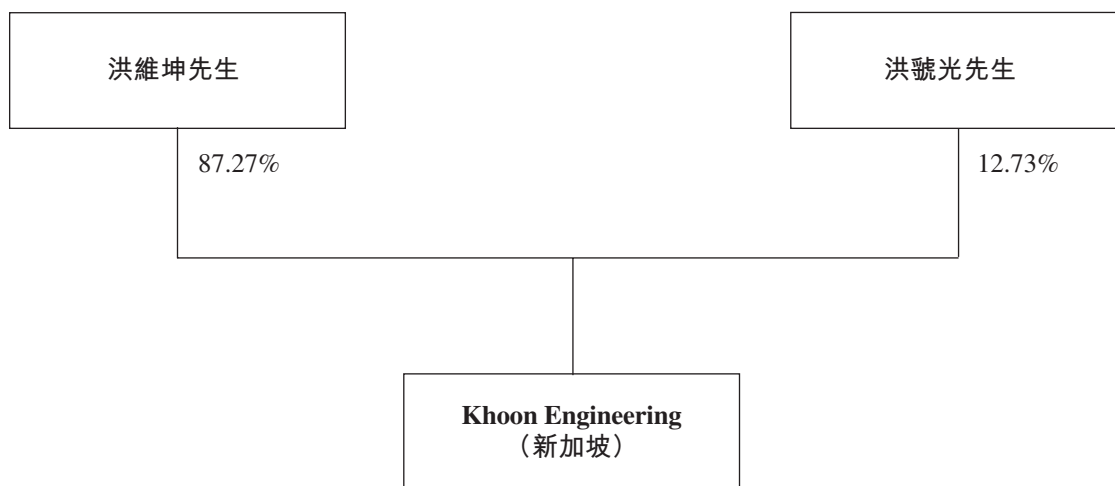 洪維坤先生
洪虢光先生
87.27%
12.73%
Khoon Engineering
（新加坡）